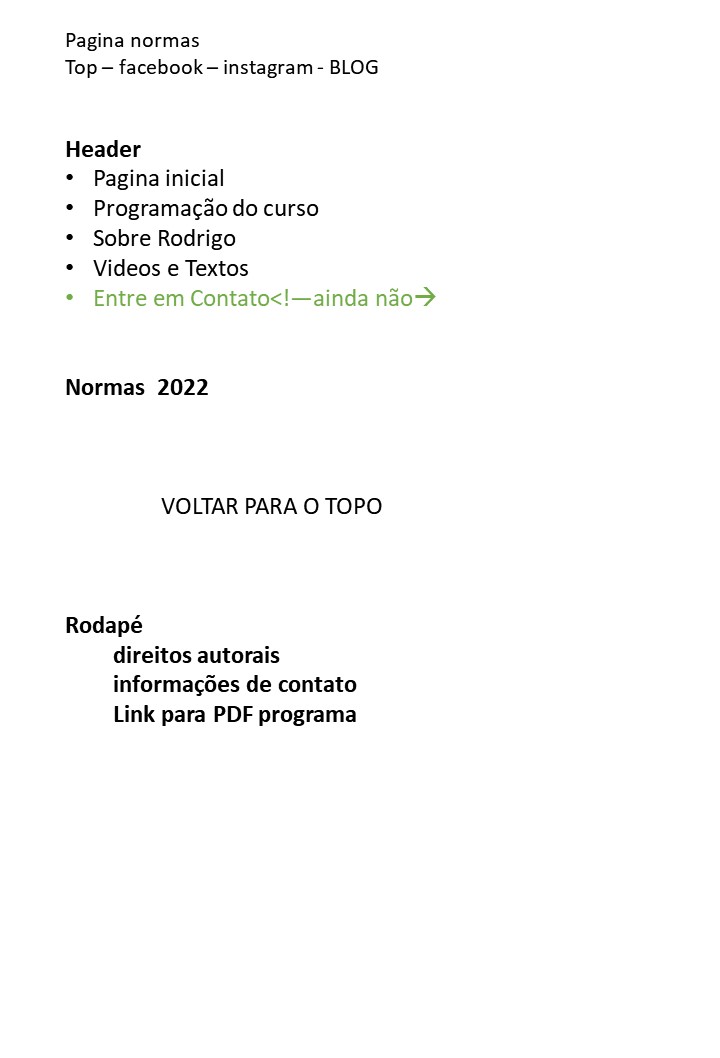 Pagina normas
Top – facebook – instagram - BLOG
Header
• Pagina inicial
• Programação do curso
• Sobre Rodrigo
• Videos e Textos
• Entre em Contato<!—ainda não→
Normas  2022
VOLTAR PARA O TOPO
Rodapé
direitos autorais
informações de contato
Link para PDF programa